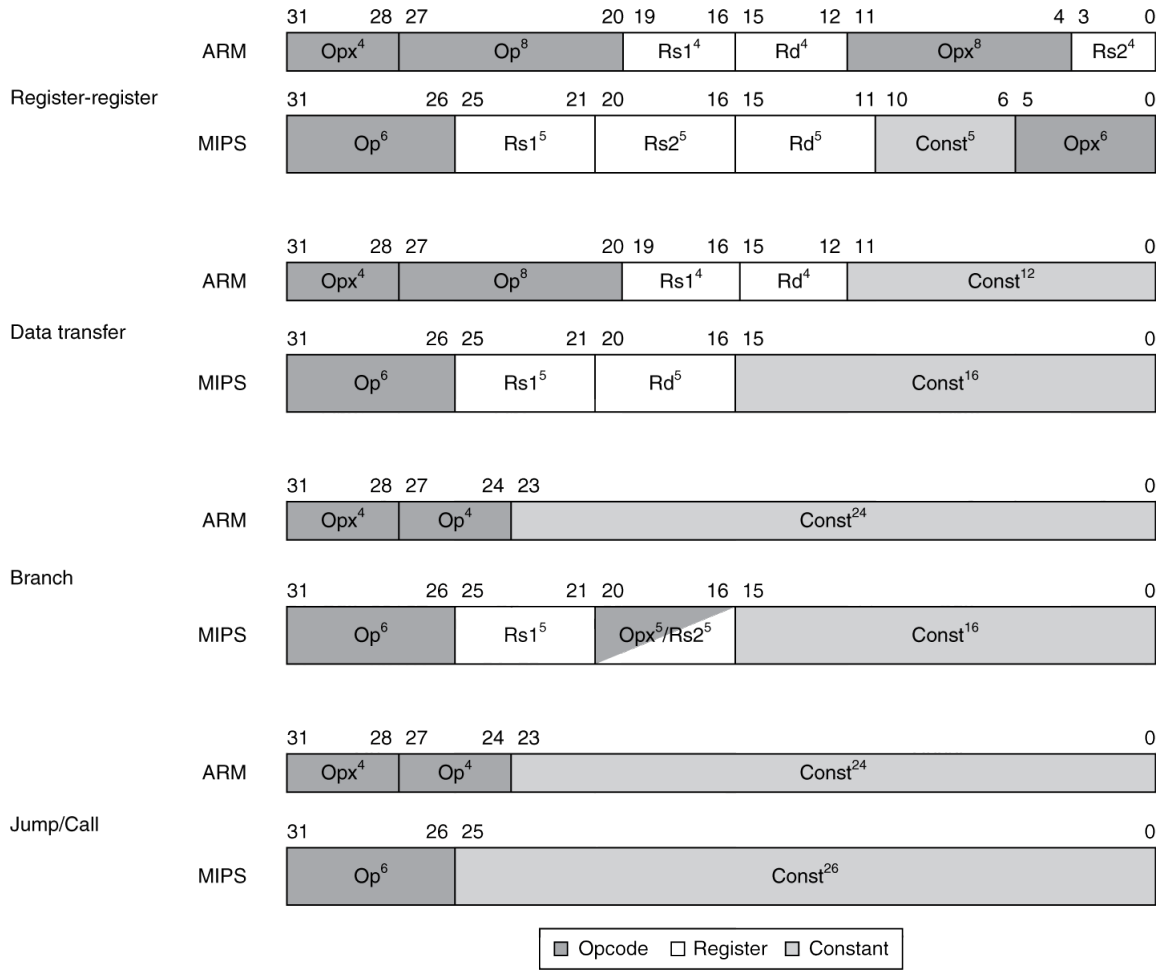 31 28 27 20 19 16 15 12 11 4 3 0
ARM Opx⁴ Op⁸ Rs1⁴ Rd⁴ Opx⁸ Rs2⁴
Register-register
31 26 25 21 20 16 15 11 10 6 5 0
MIPS Op⁶ Rs1⁵ Rs2⁵ Rd⁵ Const⁵ Opx⁶
31 28 27 20 19 16 15 12 11 0
ARM Opx⁴ Op⁸ Rs1⁴ Rd⁴ Const¹²
Data transfer
31 26 25 21 20 16 15 0
MIPS Op⁶ Rs1⁵ Rd⁵ Const¹⁶
31 28 27 24 23 0
ARM Opx⁴ Op⁴ Const²⁴
Branch
31 26 25 21 20 16 15 0
MIPS Op⁶ Rs1⁵ Opx⁵/Rs2⁵ Const¹⁶
31 28 27 24 23 0
ARM Opx⁴ Op⁴ Const²⁴
Jump/Call
31 26 25 0
MIPS Op�6 Const²⁶
Opcode Register Constant